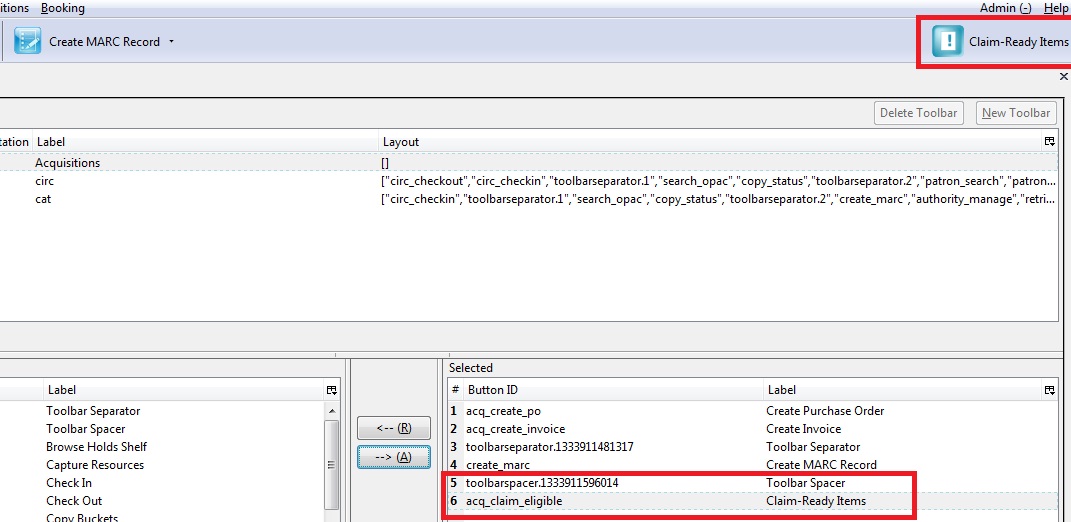 itions Booking Admin (-) Help
Create MARC Record Claim-Ready Items
Delete Toolbar New Toolbar
tation Label Layout
Acquisitions []
circ ["circ_checkout","circ_checkin","toolbarseparator.1","search_opac","copy_status","toolbarseparator.2","patron_search","patron...
cat ["circ_checkin","toolbarseparator.1","search_opac","copy_status","toolbarseparator.2","create_marc","authority_manage","retri...
Selected
Label
# Button ID Label
Toolbar Separator
Toolbar Spacer
Browse Holds Shelf
Capture Resources
Check In
Check Out
Copy Buckets
<-- (R)
--> (A)
1 acq_create_po Create Purchase Order
2 acq_create_invoice Create Invoice
3 toolbarseparator.1333911481317 Toolbar Separator
4 create_marc Create MARC Record
5 toolbarspacer.1333911596014 Toolbar Spacer
6 acq_claim_eligible Claim-Ready Items